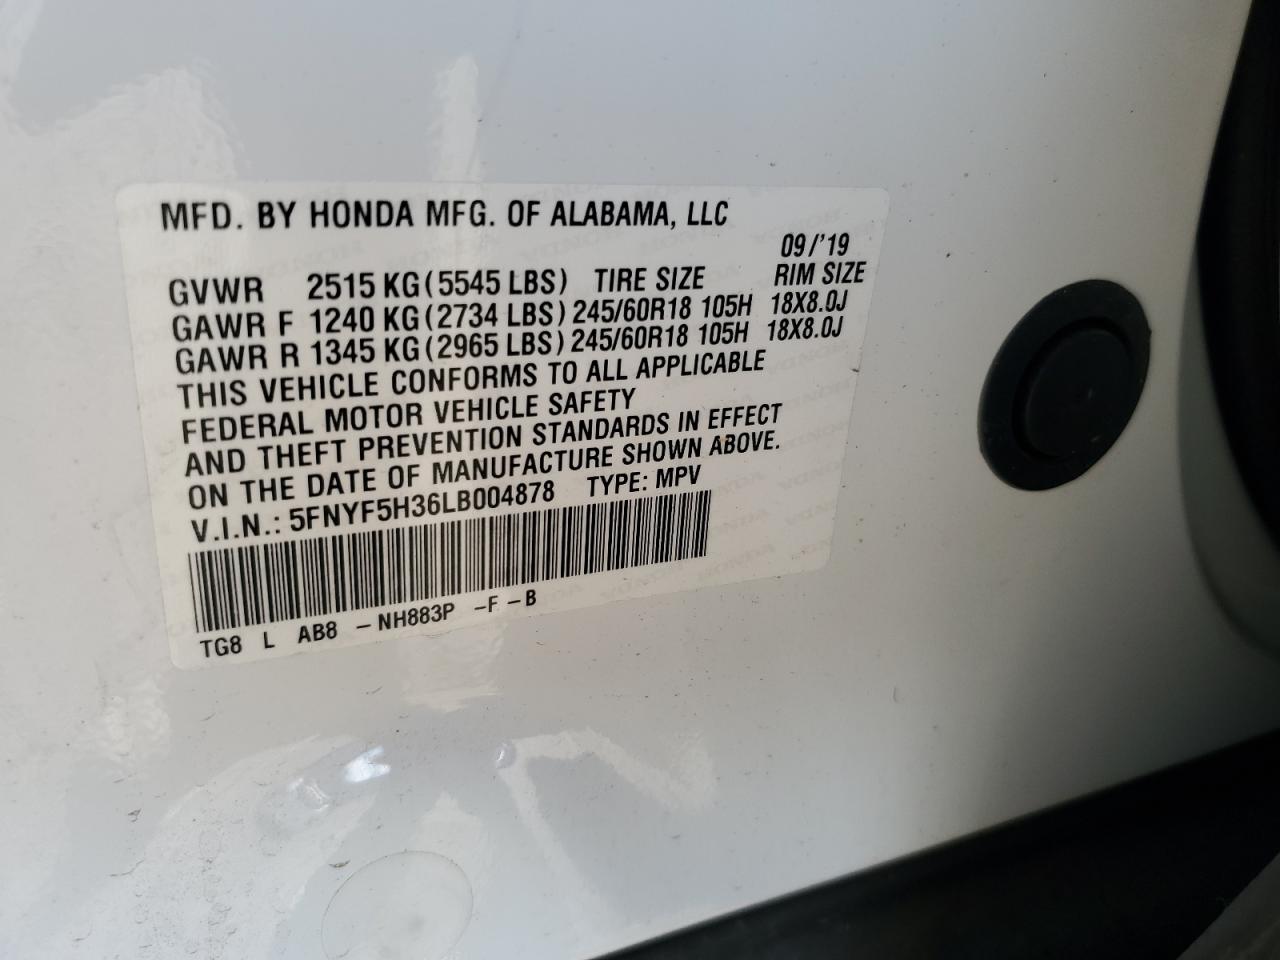 MFD. BY HONDA MFG. OF ALABAMA, LLC
09/'19
GVWR 2515 KG (5545 LBS) TIRE SIZE RIM SIZE
GAWR F 1240 KG (2734 LBS) 245/60R18 105H 18X8.0J
GAWR R 1345 KG (2965 LBS) 245/60R18 105H 18X8.0J
THIS VEHICLE CONFORMS TO ALL APPLICABLE
FEDERAL MOTOR VEHICLE SAFETY
AND THEFT PREVENTION STANDARDS IN EFFECT
ON THE DATE OF MANUFACTURE SHOWN ABOVE.
V.I.N.: 5FNYF5H36LB004878 TYPE: MPV
TG8 L AB8 - NH883P -F - B